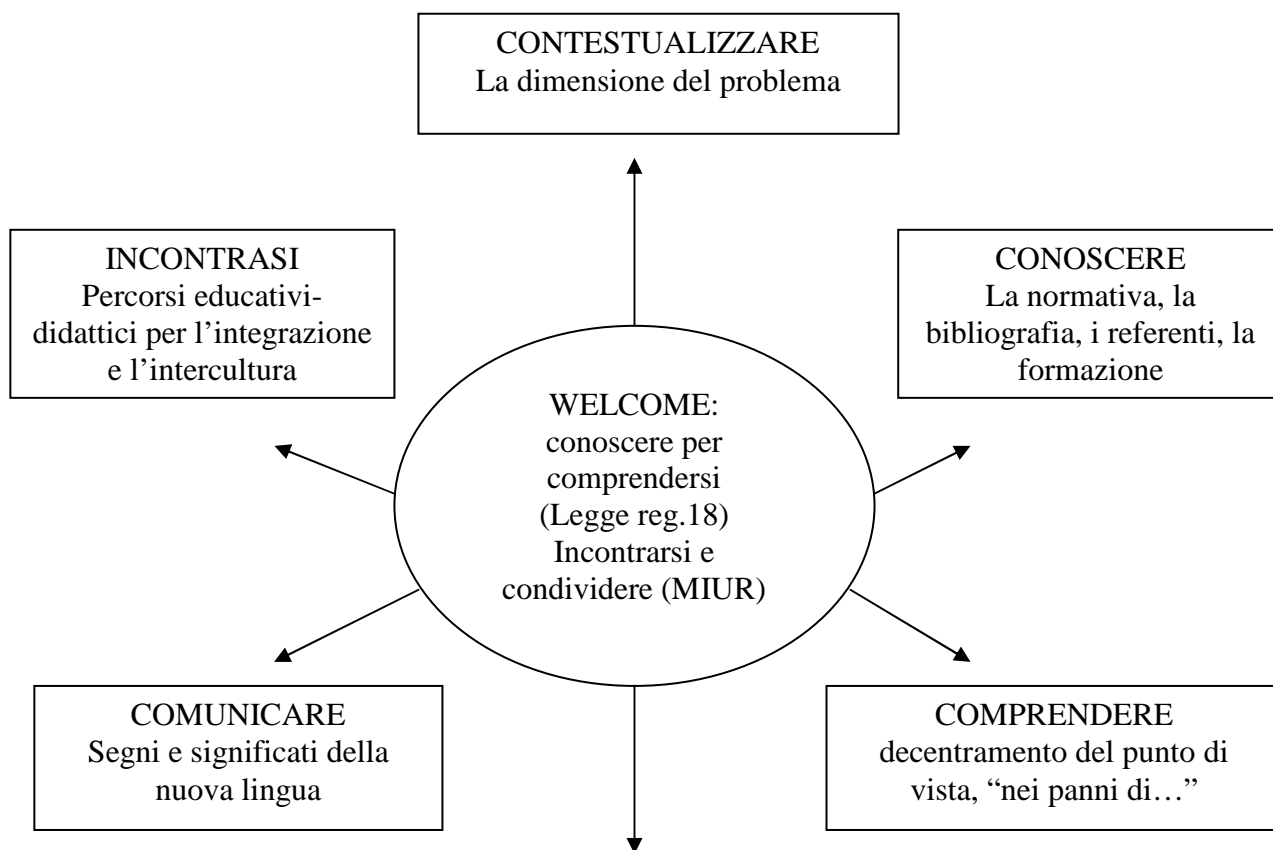 CONTESTUALIZZARE
La dimensione del problema
INCONTRASI
Percorsi educativi-
didattici per l’integrazione
e l’intercultura
CONOSCERE
La normativa, la
bibliografia, i referenti, la
formazione
WELCOME:
conoscere per
comprendersi
(Legge reg.18)
Incontrarsi e
condividere (MIUR)
COMUNICARE
Segni e significati della
nuova lingua
COMPRENDERE
decentramento del punto di
vista, “nei panni di…”